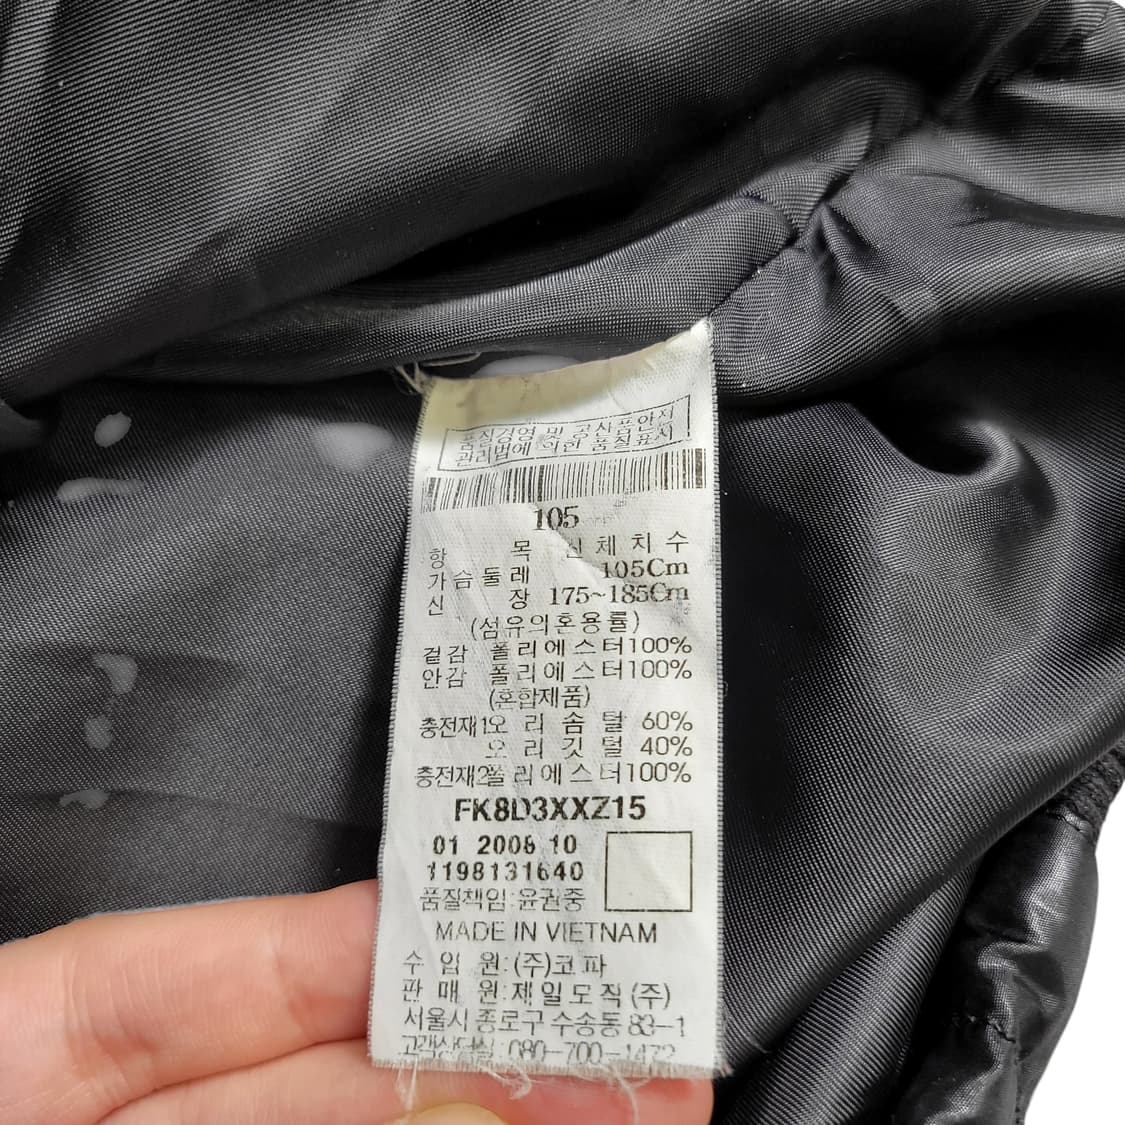 품질경영 및 공산품안전
관리법에 의한 품질표시
105
항 목 신체치수
가슴둘레 105Cm
신 장 175~185Cm
(섬유의혼용률)
겉감 폴리에스터100%
안감 폴리에스터100%
(혼합제품)
충전재1오 리 솜 털 60%
오 리 깃 털 40%
충전재2폴리에스터100%
FK8D3XXZ15
01 2008 10
1198131640
품질책임:윤권중
MADE IN VIETNAM
수 입 원:(주)코파
판 매 원:제일모직(주)
서울시 종로구 수송동 83-1
고객상담실 080-700-1472